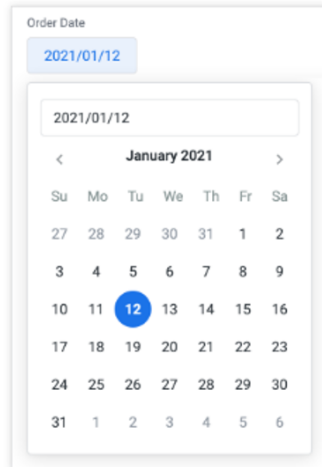 Order Date
2021/01/12
2021/01/12
< January 2021 >
Su Mo Tu We Th Fr Sa
27 28 29 30 31 1 2
3 4 5 6 7 8 9
10 11 12 13 14 15 16
17 18 19 20 21 22 23
24 25 26 27 28 29 30
31 1 2 3 4 5 6